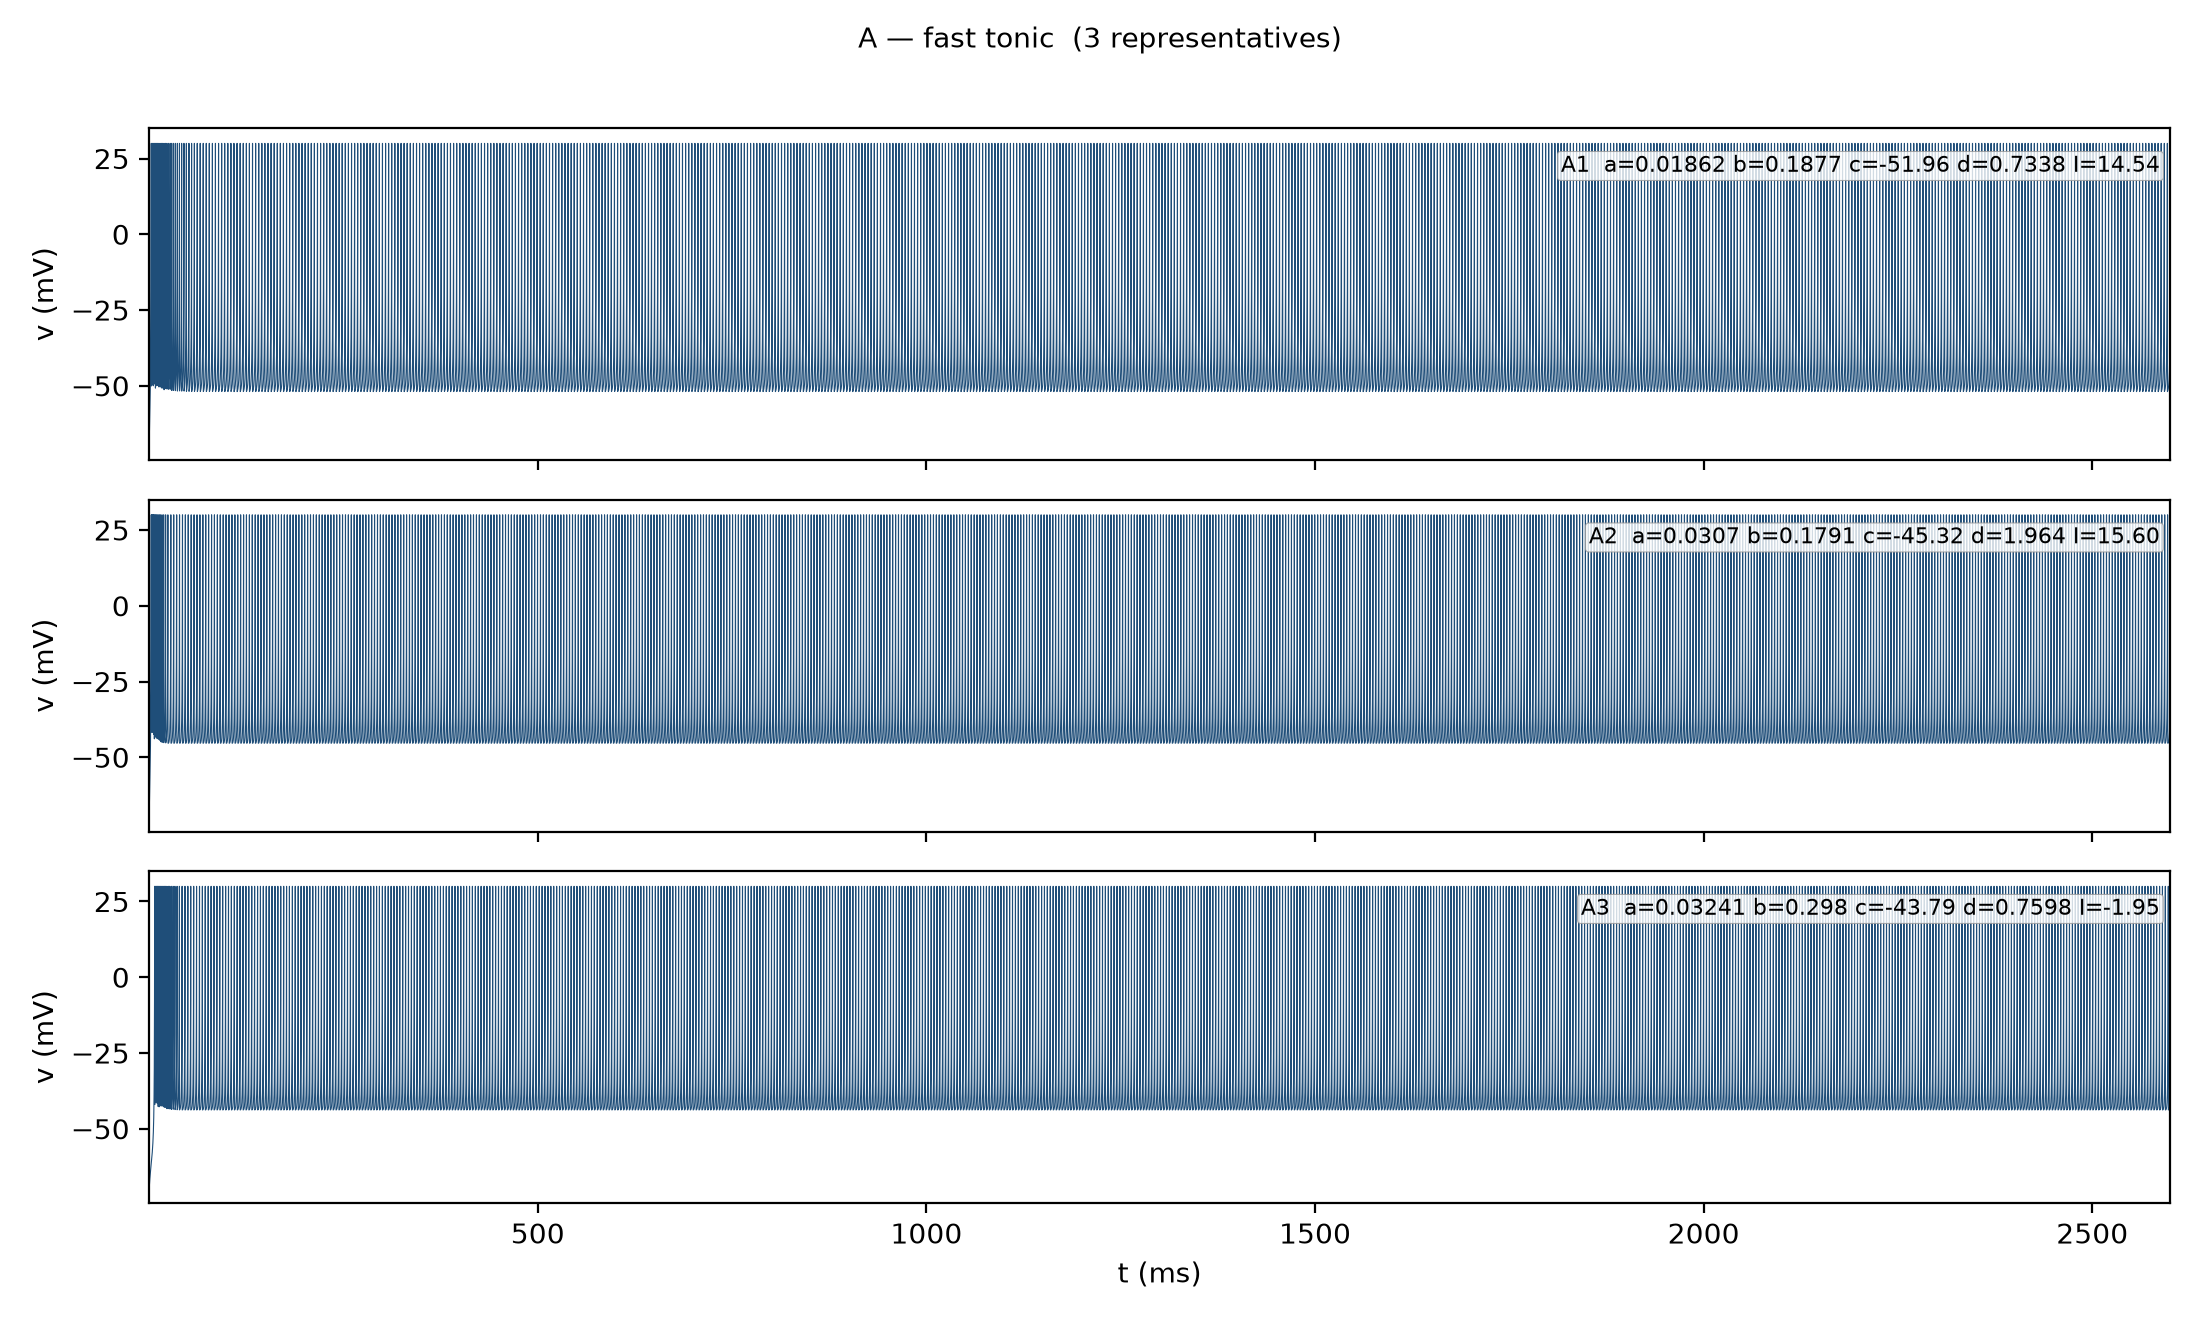 A — fast tonic (3 representatives)
25
0
−25
−50
v (mV)
A1 a=0.01862 b=0.1877 c=-51.96 d=0.7338 I=14.54
25
0
−25
−50
v (mV)
A2 a=0.0307 b=0.1791 c=-45.32 d=1.964 I=15.60
25
0
−25
−50
v (mV)
A3 a=0.03241 b=0.298 c=-43.79 d=0.7598 I=-1.95
500 1000 1500 2000 2500
t (ms)